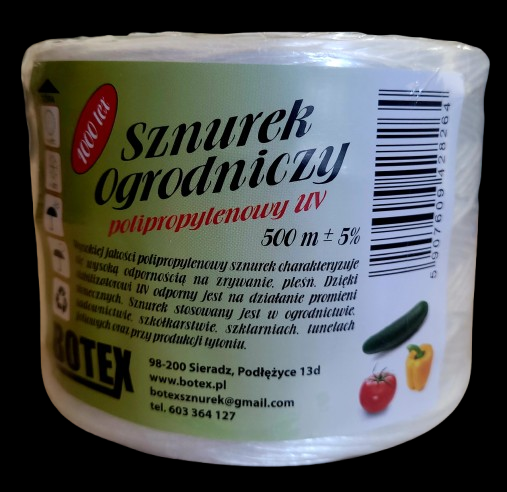 1000 tex
Sznurek
Ogrodniczy
polipropylenowy UV
500 m ± 5%
Wysokiej jakości polipropylenowy sznurek charakteryzuje
się wysoką odpornością na zrywanie, pleśń. Dzięki
stabilizatorowi UV odporny jest na działanie promieni
słonecznych. Sznurek stosowany jest w ogrodnictwie,
sadownictwie, szkółkarstwie, szklarniach, tunelach
foliowych oraz przy produkcji tytoniu.
BOTEX
98-200 Sieradz, Podłężyce 13d
www.botex.pl
botexsznurek@gmail.com
tel. 603 364 127
5 907609 428264